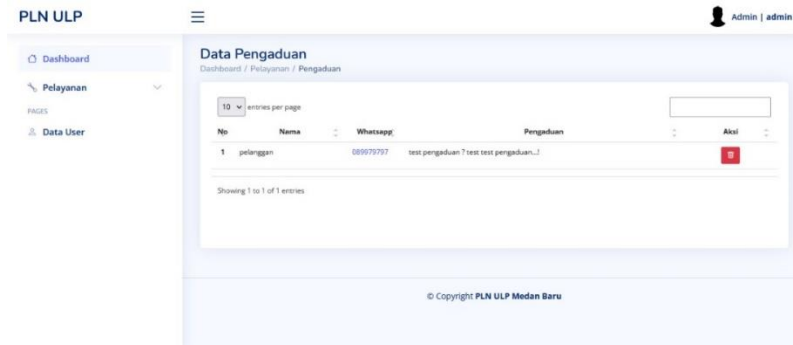 PLN ULP
Admin | admin
Dashboard
Pelayanan
PAGES
Data User
Data Pengaduan
Dashboard / Pelayanan / Pengaduan
10 entries per page
No Nama Whatsapp Pengaduan Aksi
1 pelanggan 089979797 test pengaduan ? test test pengaduan...!
Showing 1 to 1 of 1 entries
© Copyright PLN ULP Medan Baru